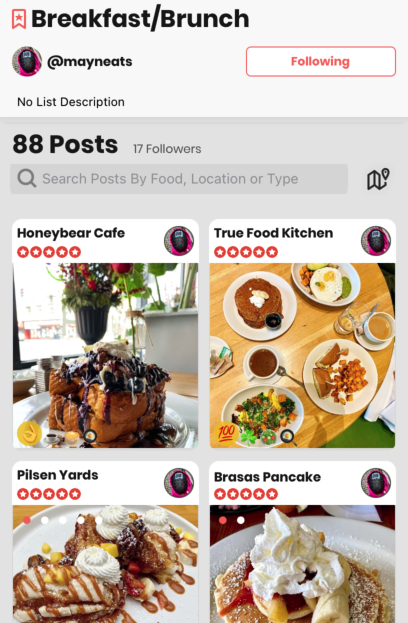 Breakfast/Brunch
@mayneats
Following
No List Description
88 Posts
17 Followers
Search Posts By Food, Location or Type
Honeybear Cafe
True Food Kitchen
100
Pilsen Yards
Brasas Pancake